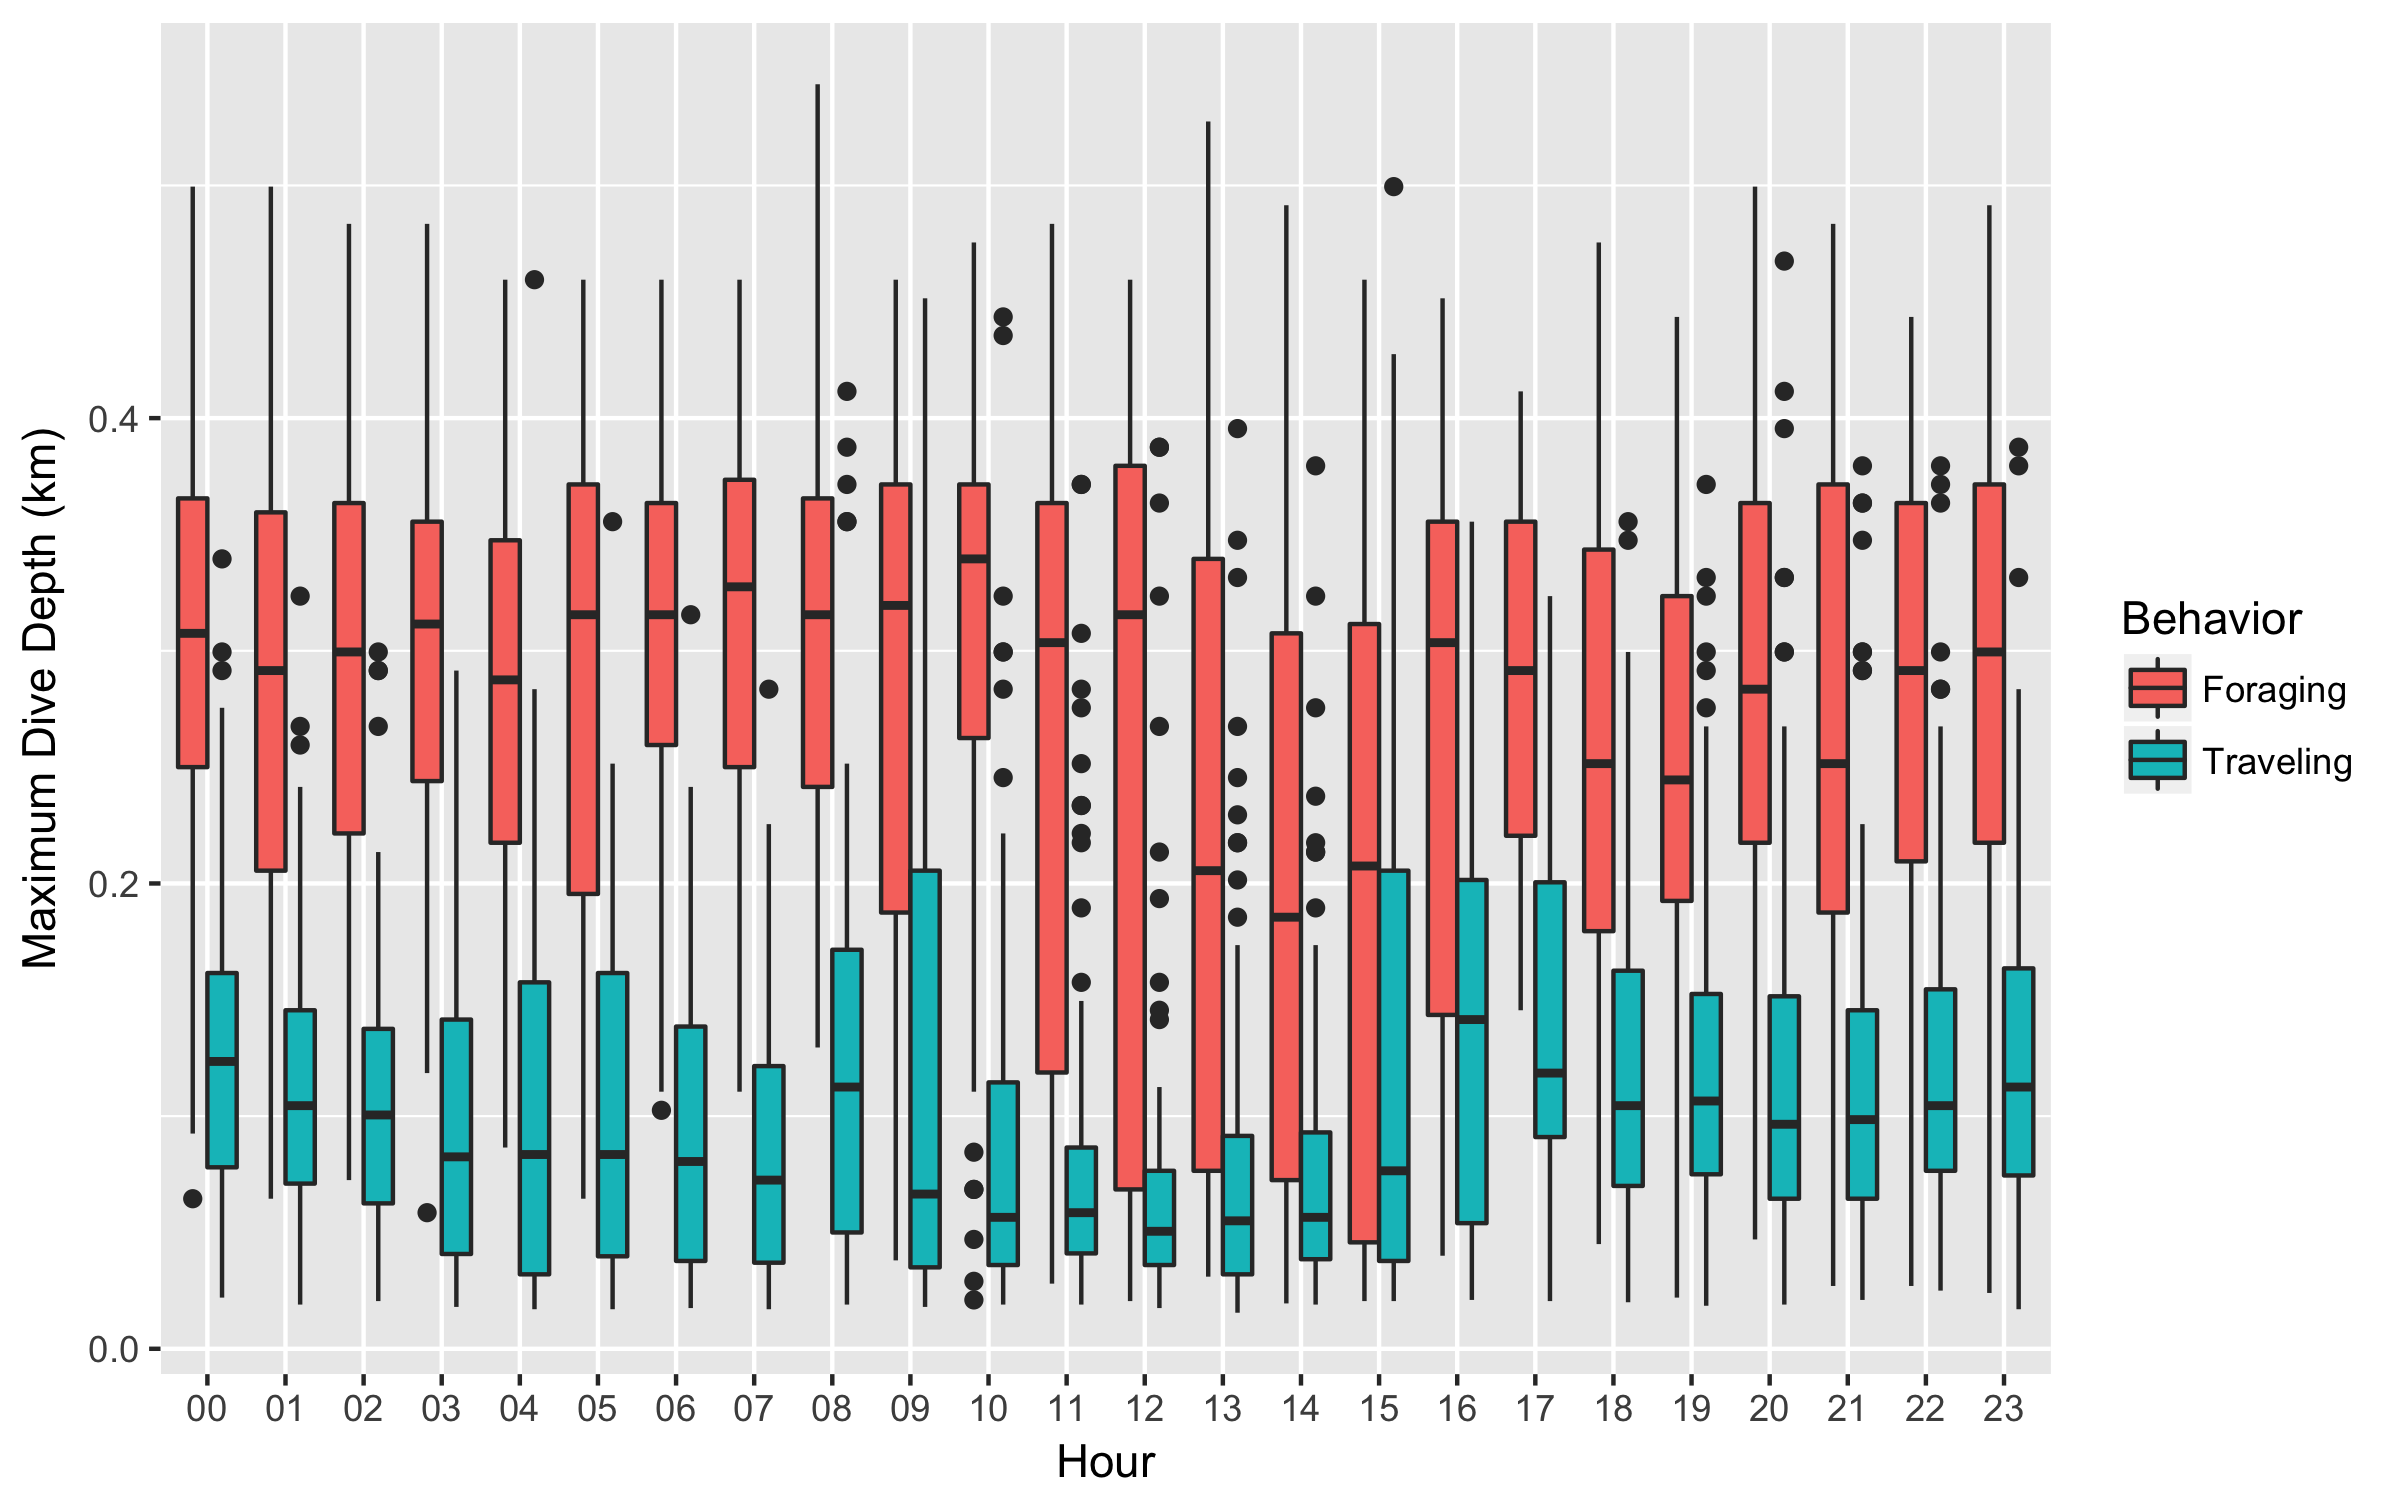 Maximum Dive Depth (km)
0.4
0.2
0.0
00 01 02 03 04 05 06 07 08 09 10 11 12 13 14 15 16 17 18 19 20 21 22 23
Hour
Behavior
Foraging
Traveling